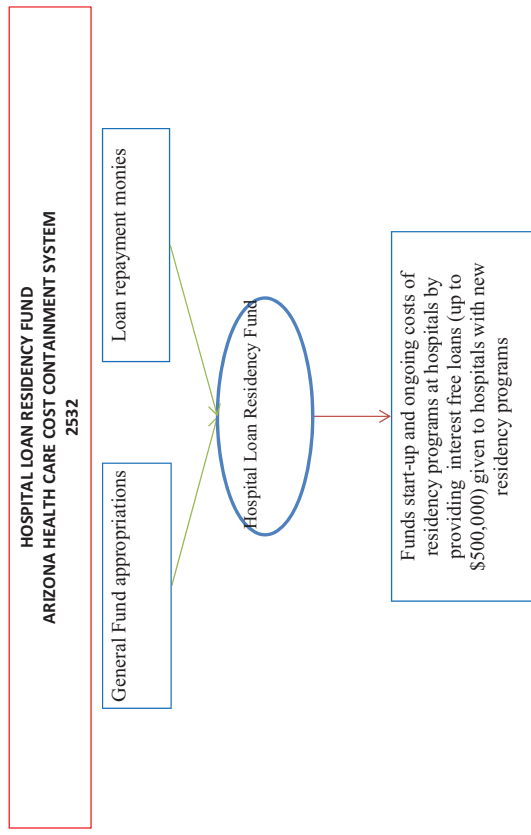 HOSPITAL LOAN RESIDENCY FUND
ARIZONA HEALTH CARE COST CONTAINMENT SYSTEM
2532
General Fund appropriations
Loan repayment monies
Hospital Loan Residency Fund
Funds start-up and ongoing costs of
residency programs at hospitals by
providing interest free loans (up to
$500,000) given to hospitals with new
residency programs